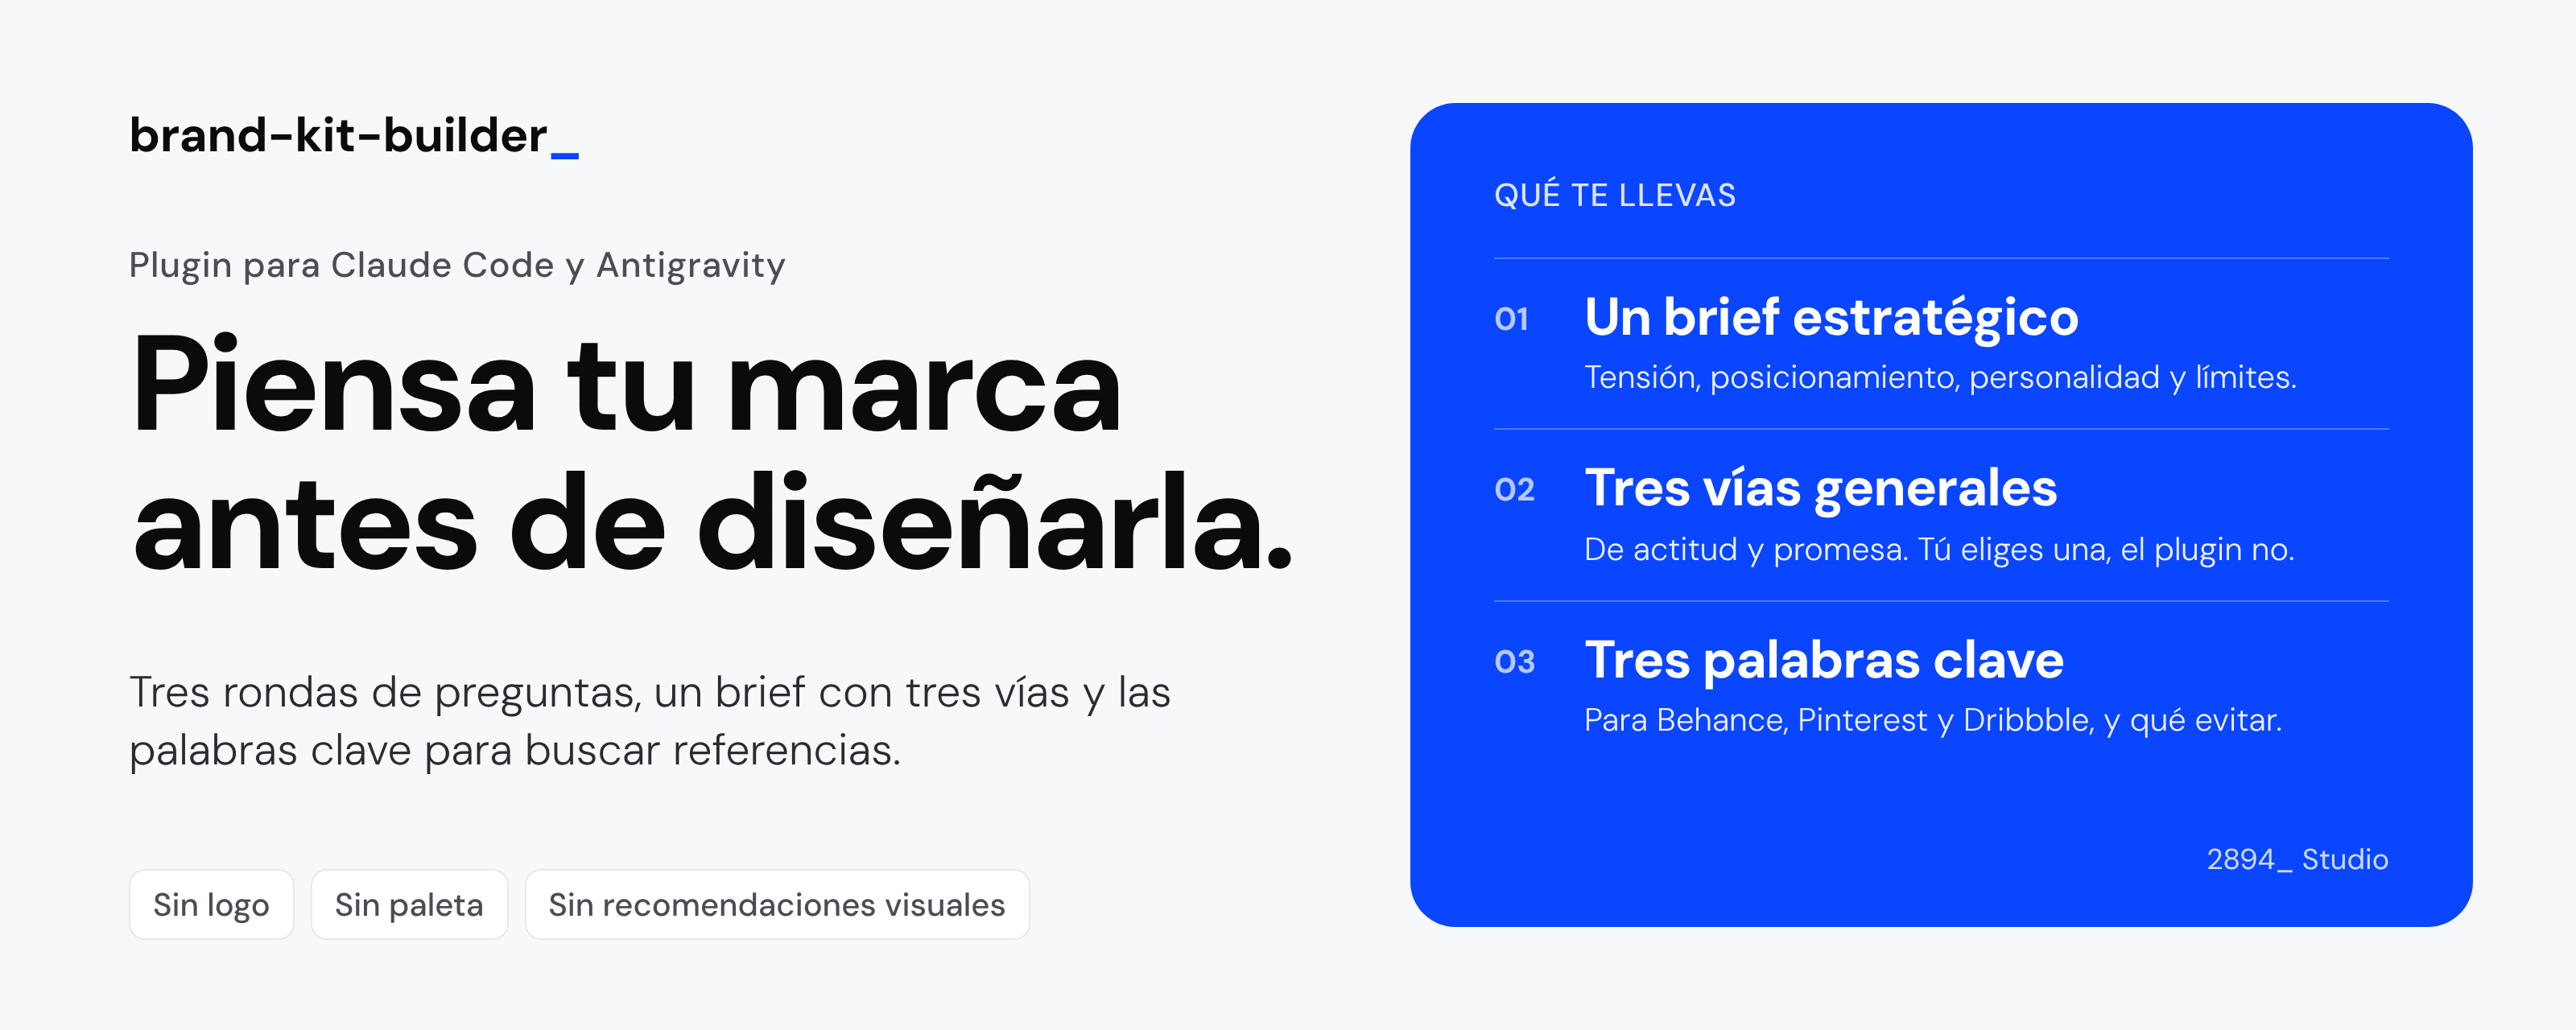 brand-kit-builder_
Plugin para Claude Code y Antigravity
Piensa tu marca
antes de diseñarla.
Tres rondas de preguntas, un brief con tres vías y las
palabras clave para buscar referencias.
Sin logo
Sin paleta
Sin recomendaciones visuales
QUÉ TE LLEVAS
01
Un brief estratégico
Tensión, posicionamiento, personalidad y límites.
02
Tres vías generales
De actitud y promesa. Tú eliges una, el plugin no.
03
Tres palabras clave
Para Behance, Pinterest y Dribbble, y qué evitar.
2894_ Studio